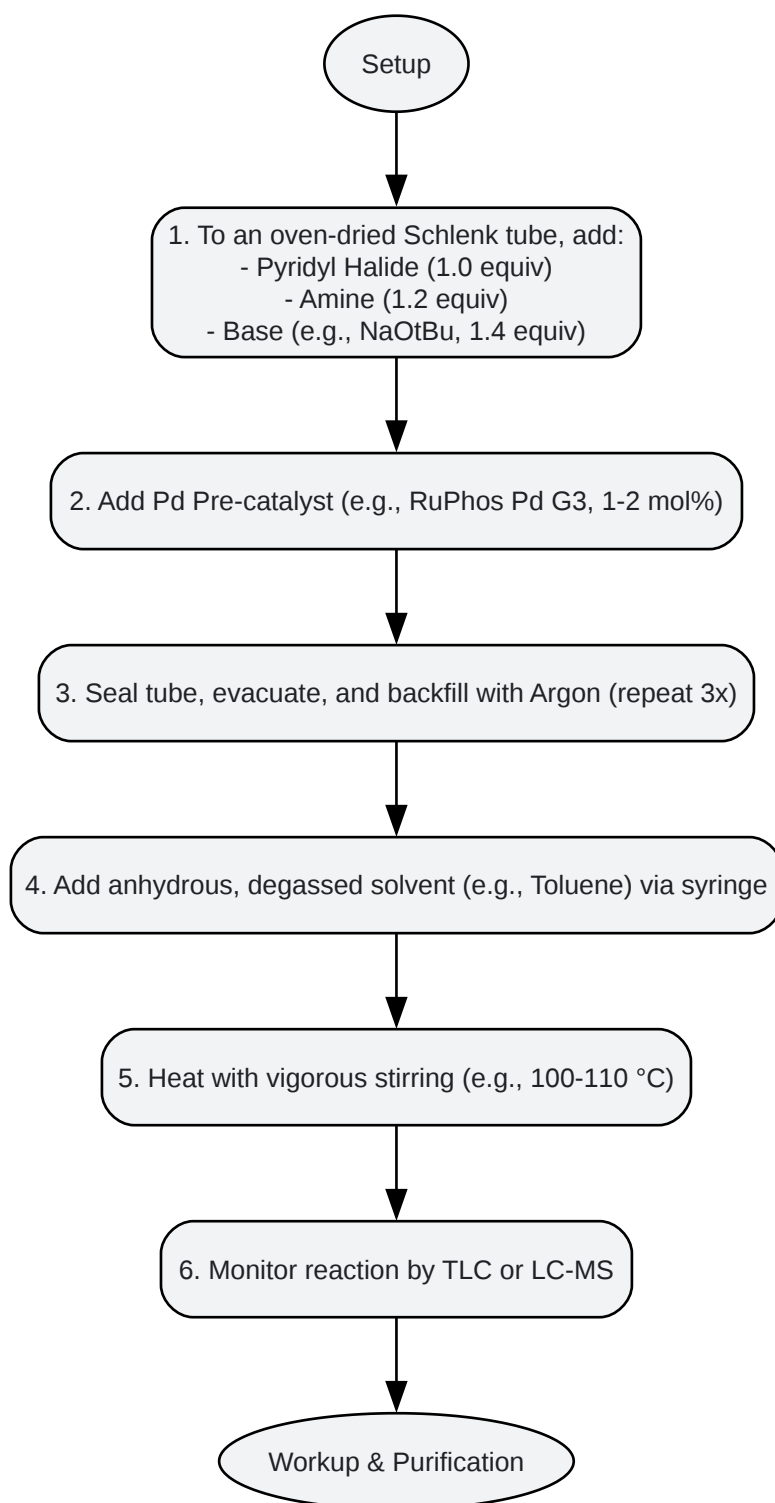 Setup
1. To an oven-dried Schlenk tube, add:
- Pyridyl Halide (1.0 equiv)
- Amine (1.2 equiv)
- Base (e.g., NaOtBu, 1.4 equiv)
2. Add Pd Pre-catalyst (e.g., RuPhos Pd G3, 1-2 mol%)
3. Seal tube, evacuate, and backfill with Argon (repeat 3x)
4. Add anhydrous, degassed solvent (e.g., Toluene) via syringe
5. Heat with vigorous stirring (e.g., 100-110 °C)
6. Monitor reaction by TLC or LC-MS
Workup & Purification